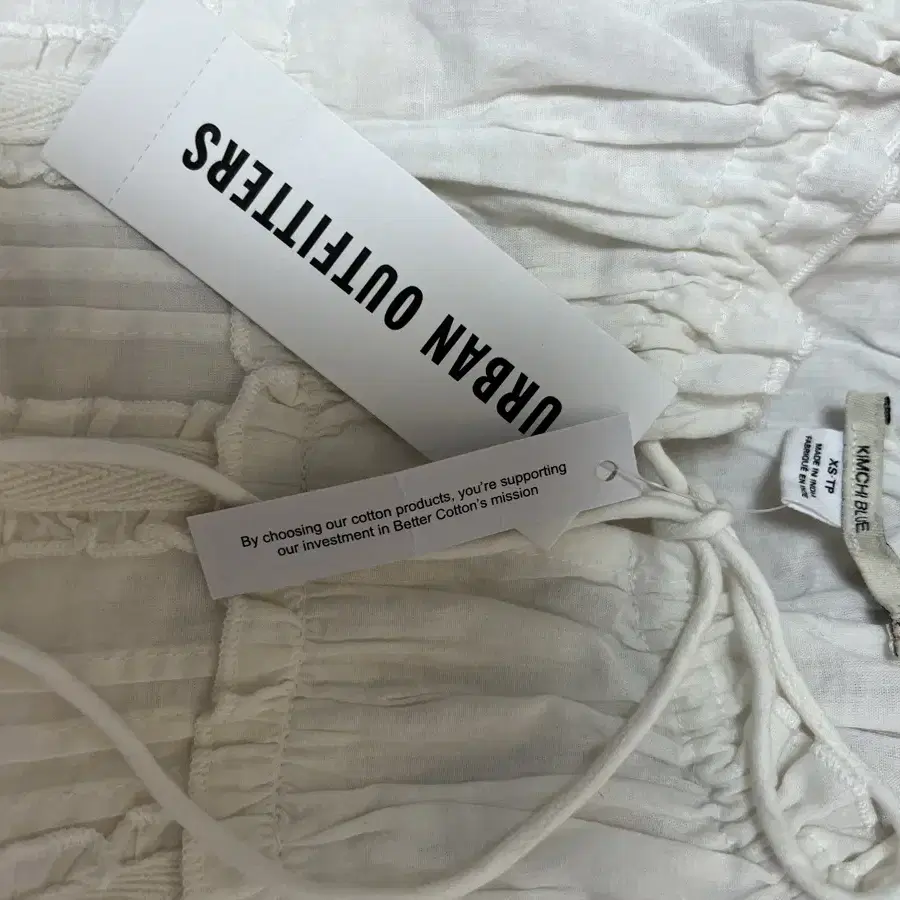 URBAN OUTFITTERS
By choosing our cotton products, you're supporting
our investment in Better Cotton's mission
XS TP
MADE IN INDIA
FABRIQUÉ EN INDE
KIMCHI BLUE